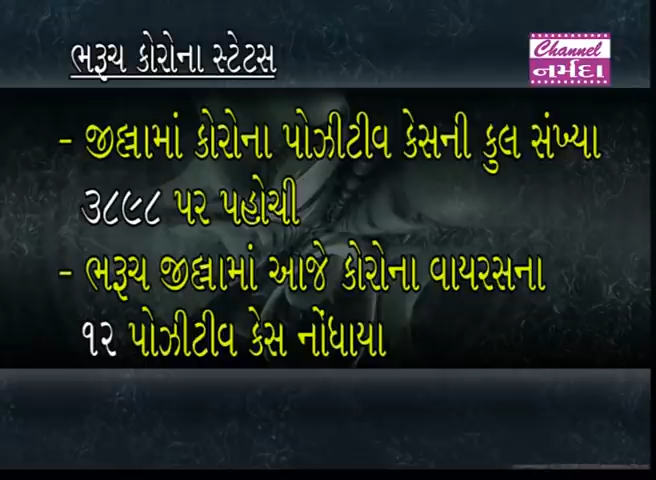 ભરૂચ કોરોના સ્ટેટસ
Channel
નર્મદા
- જીલ્લામાં કોરોના પોઝીટીવ કેસની કુલ સંખ્યા
૩૮૯૮ પર પહોચી
- ભરૂચ જીલ્લામાં આજે કોરોના વાયરસના
૧૨ પોઝીટીવ કેસ નોંધાયા